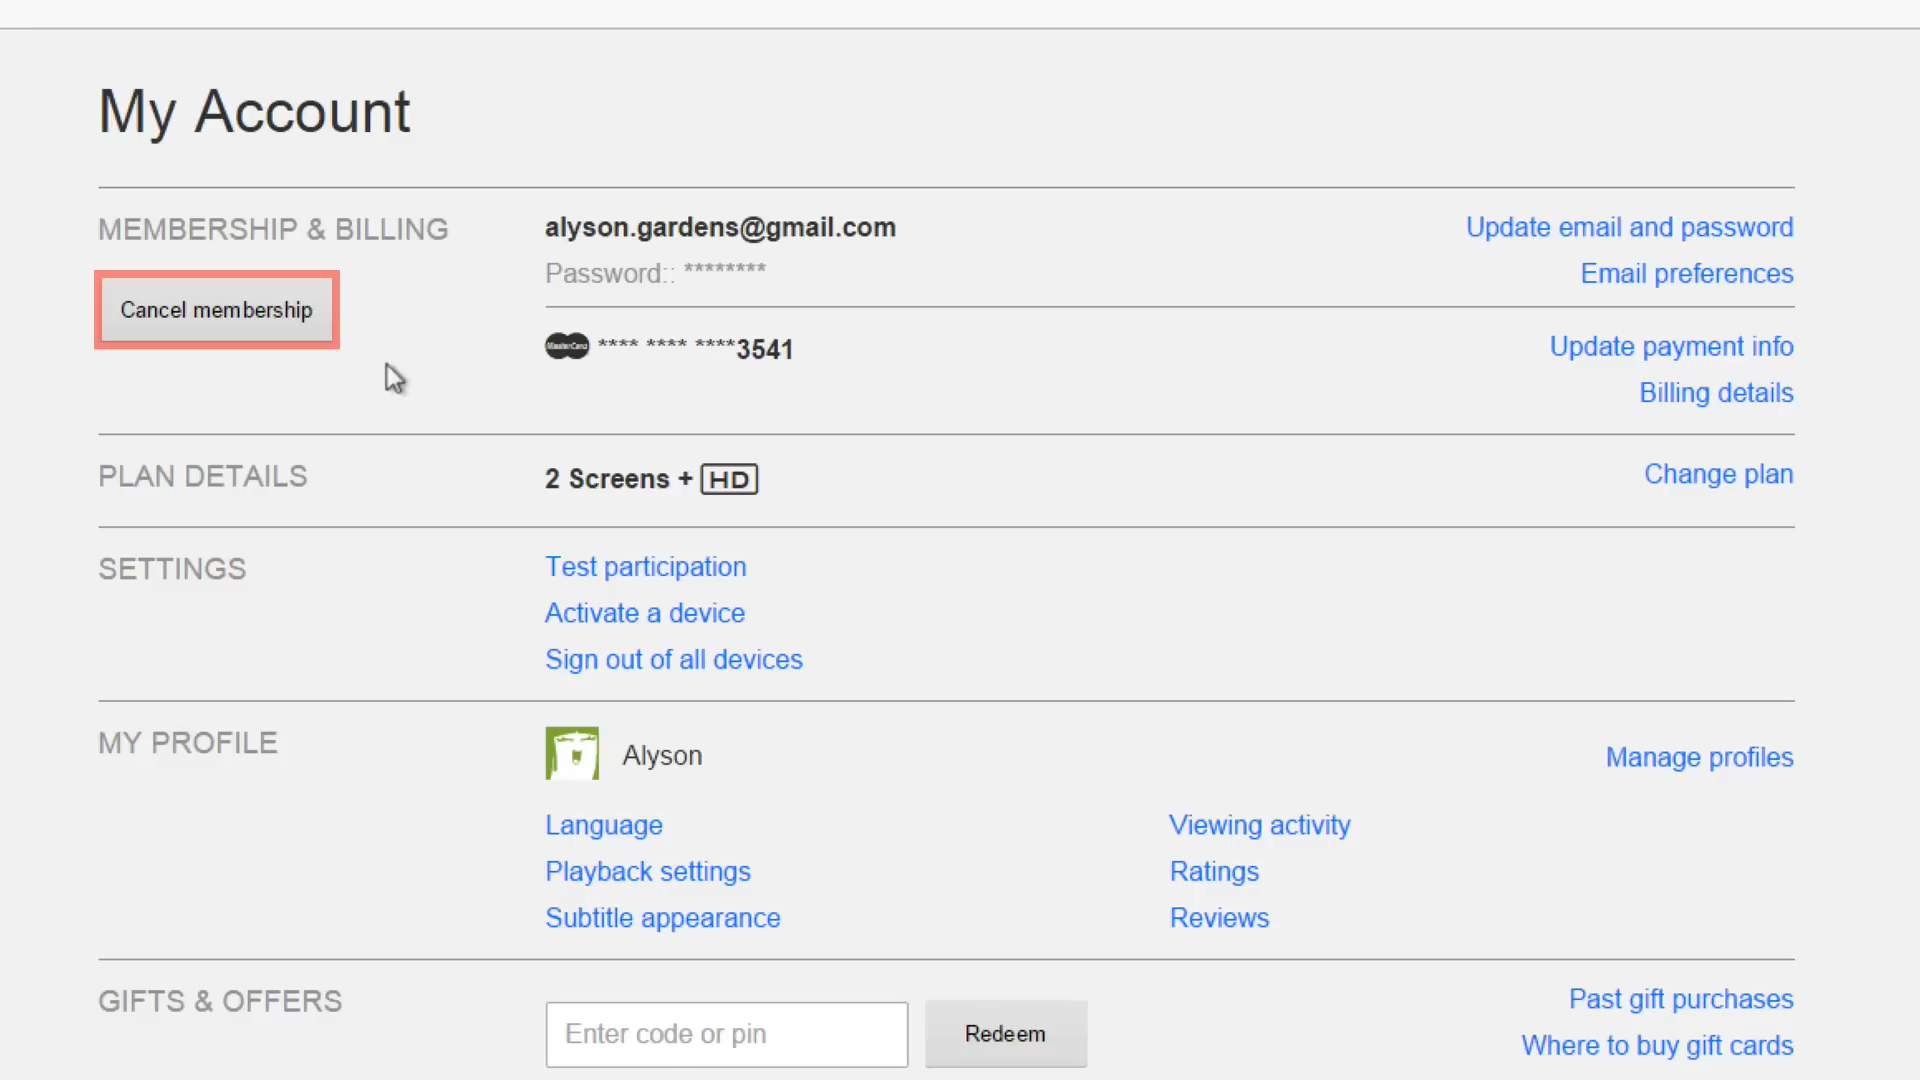 My Account
MEMBERSHIP & BILLING
Cancel membership
alyson.gardens@gmail.com
Password:: ********
Update email and password
Email preferences
MasterCard **** **** ****3541
Update payment info
Billing details
PLAN DETAILS
2 Screens + HD
Change plan
SETTINGS
Test participation
Activate a device
Sign out of all devices
MY PROFILE
Alyson
Manage profiles
Language
Playback settings
Subtitle appearance
Viewing activity
Ratings
Reviews
GIFTS & OFFERS
Enter code or pin
Redeem
Past gift purchases
Where to buy gift cards